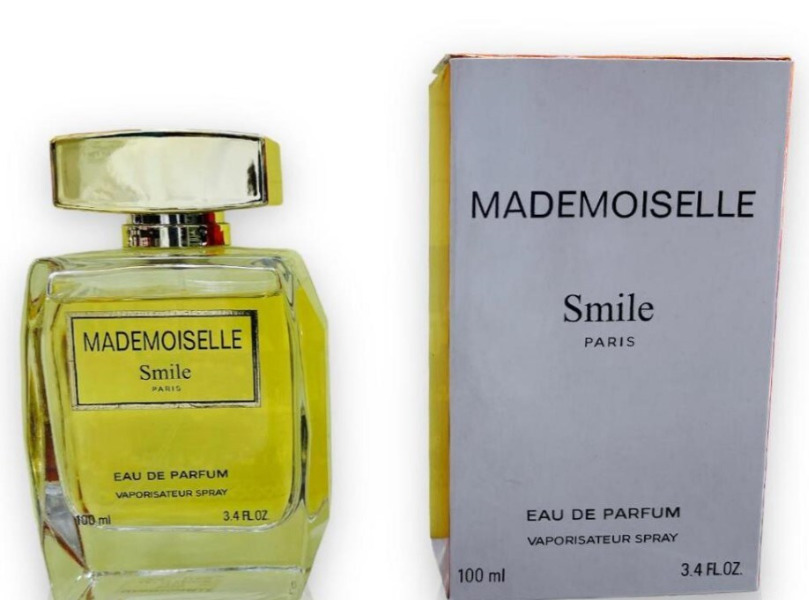 MADEMOISELLE
Smile
PARIS
EAU DE PARFUM
VAPORISATEUR SPRAY
100 ml 3.4 FL.OZ.
MADEMOISELLE
Smile
PARIS
EAU DE PARFUM
VAPORISATEUR SPRAY
100 ml 3.4 FL.OZ.